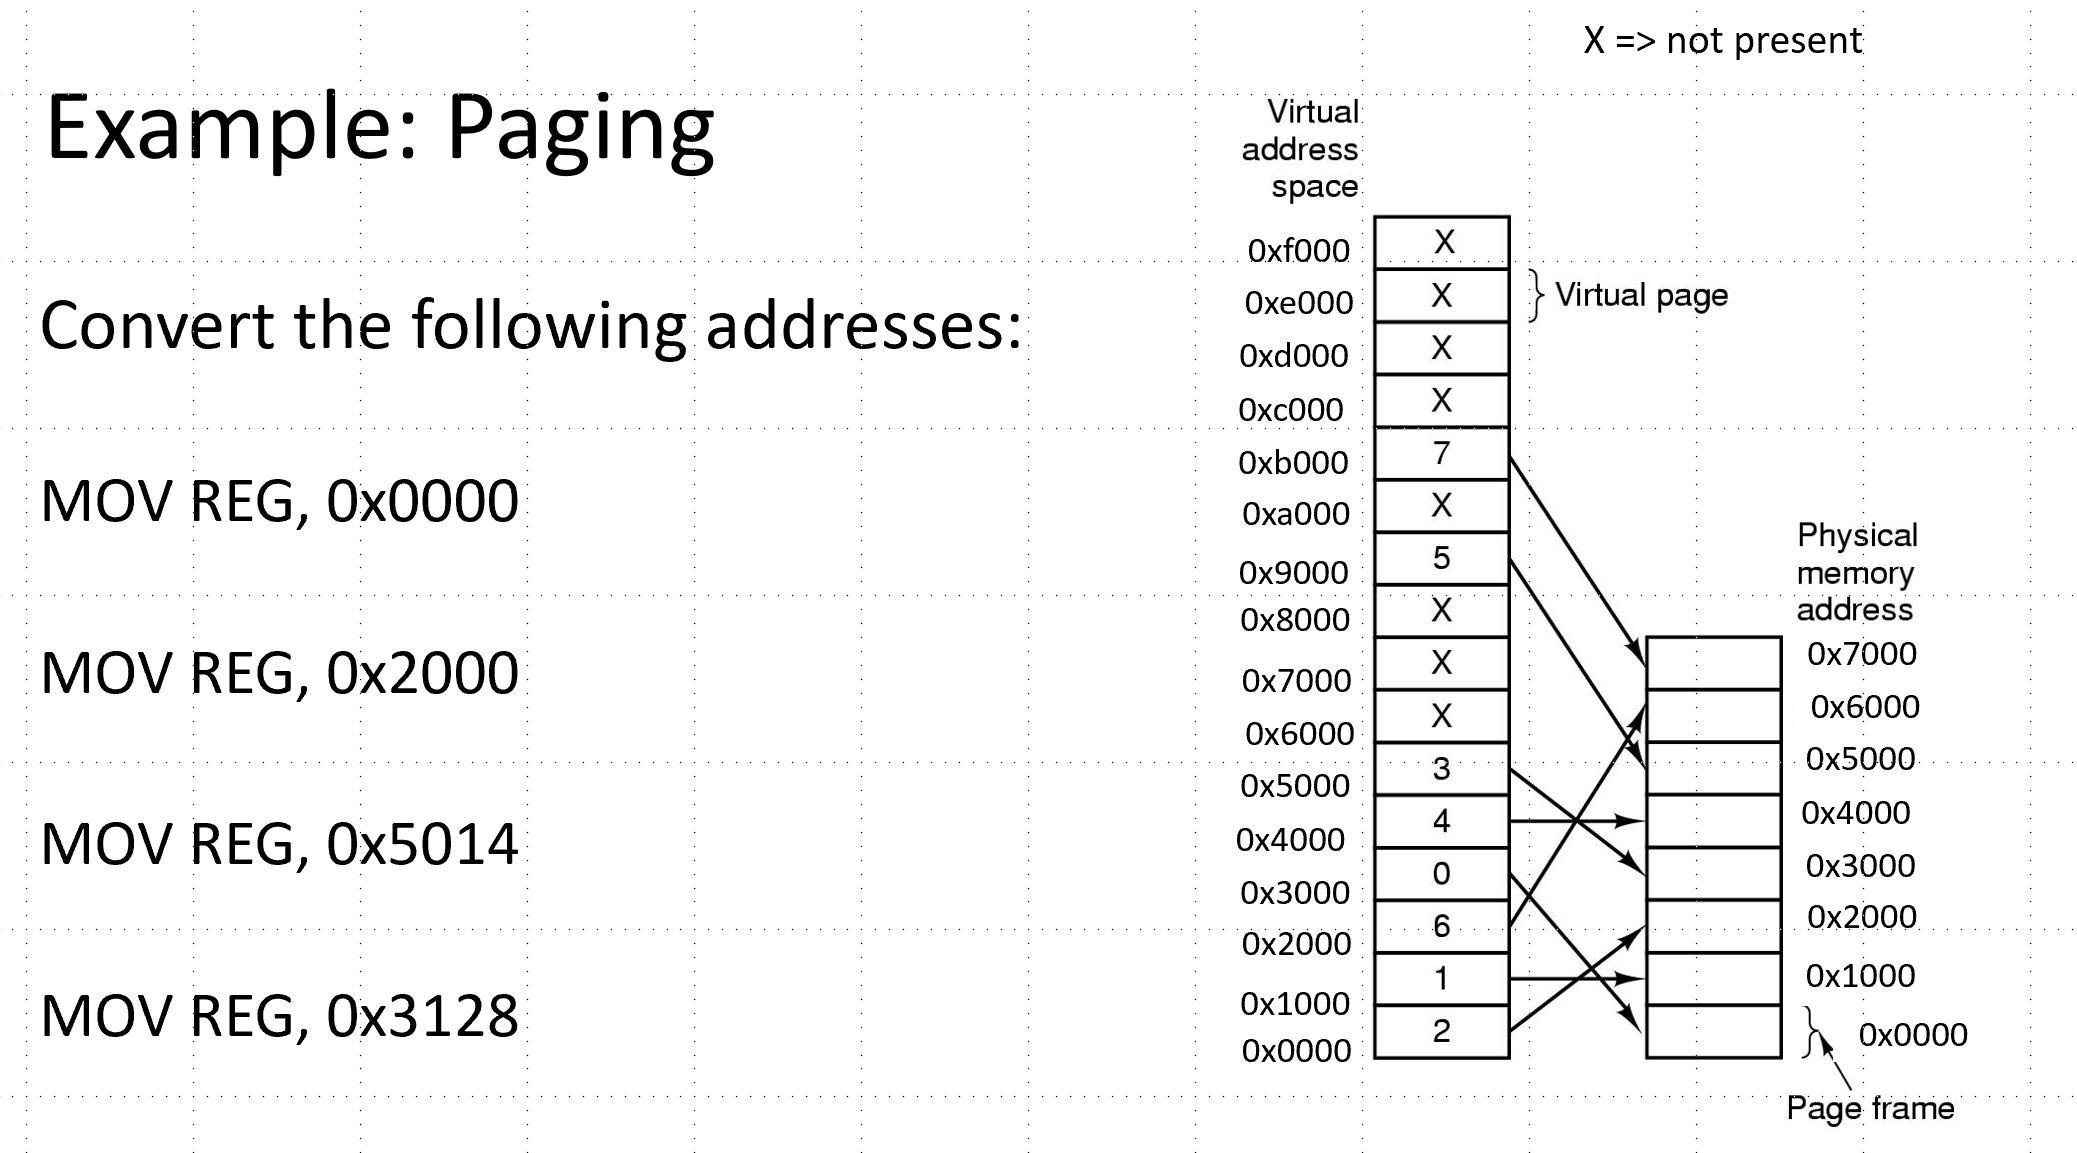 X => not present
Example: Paging
Convert the following addresses:
MOV REG, 0x0000
MOV REG, 0x2000
MOV REG, 0x5014
MOV REG, 0x3128
Virtual
address
space
0xf000 X
0xe000 X
Virtual page
0xd000 X
0xc000 X
0xb000 7
0xa000 X
0x9000 5
0x8000 X
0x7000 X
0x6000 X
0x5000 3
0x4000 4
0x3000 0
0x2000 6
0x1000 1
0x0000 2
Physical
memory
address
0x7000
0x6000
0x5000
0x4000
0x3000
0x2000
0x1000
0x0000
Page frame